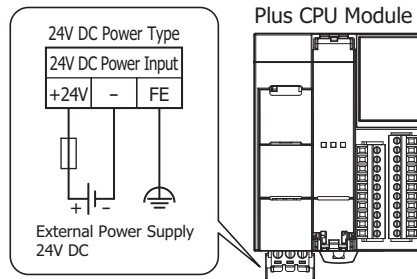 24V DC Power Type
24V DC Power Input
+24V – FE
+ -
External Power Supply
24V DC
Plus CPU Module